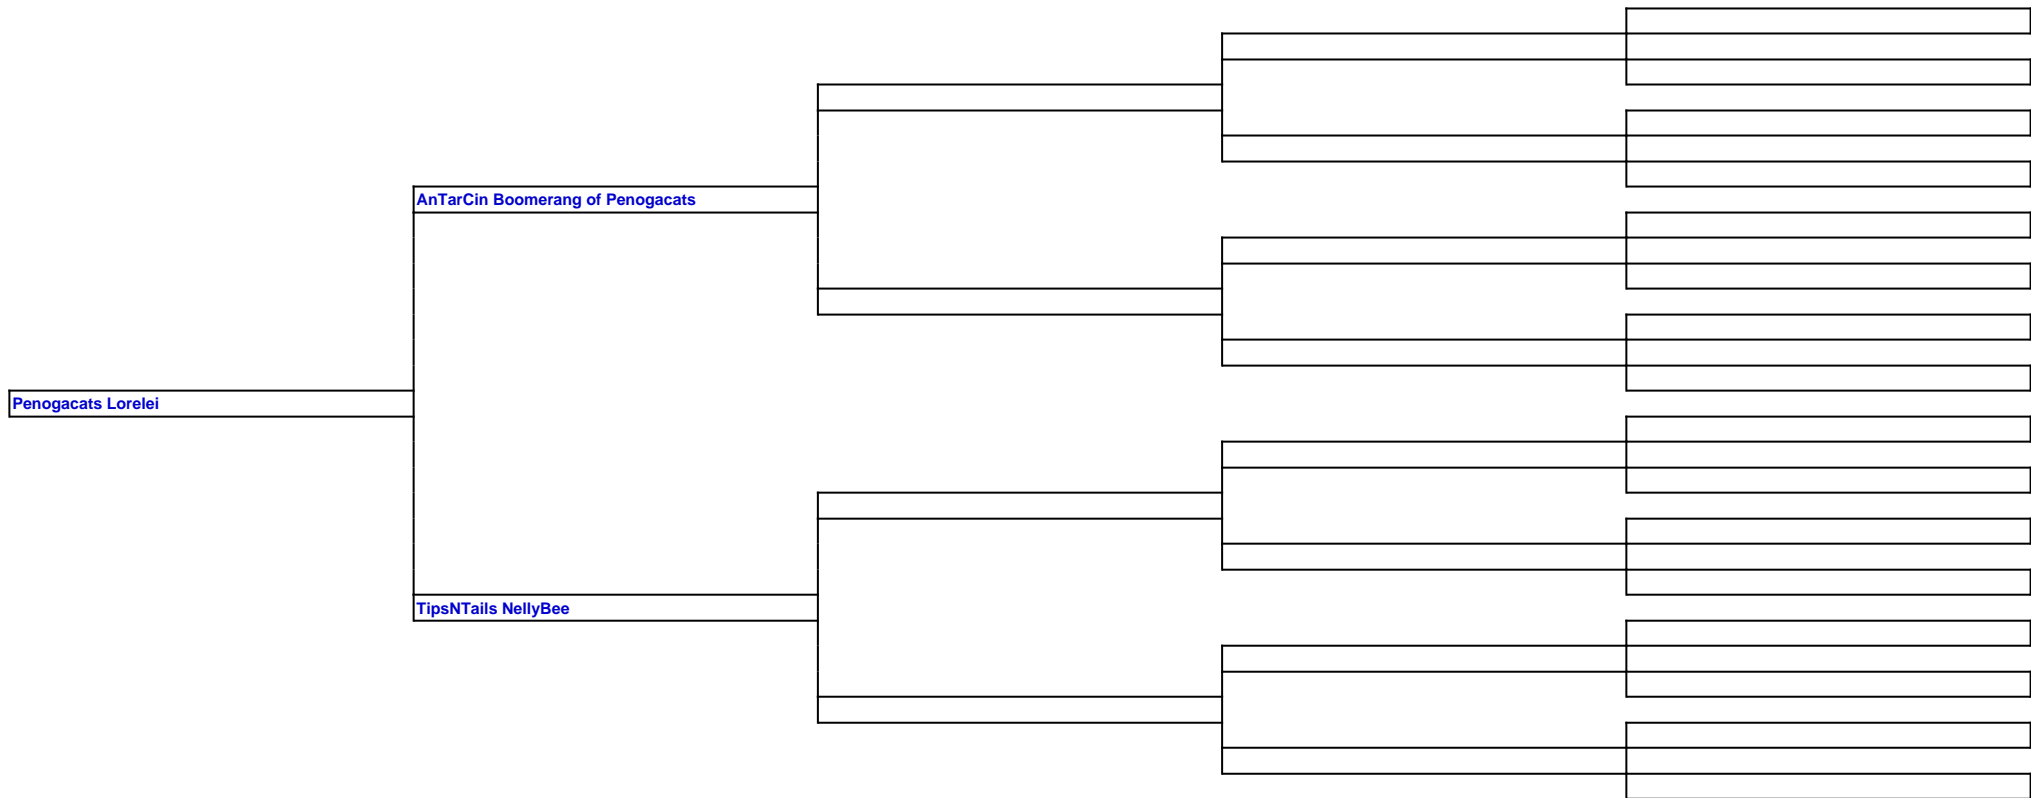 AnTarCin Boomerang of Penogacats
Penogacats Lorelei
TipsNTails NellyBee